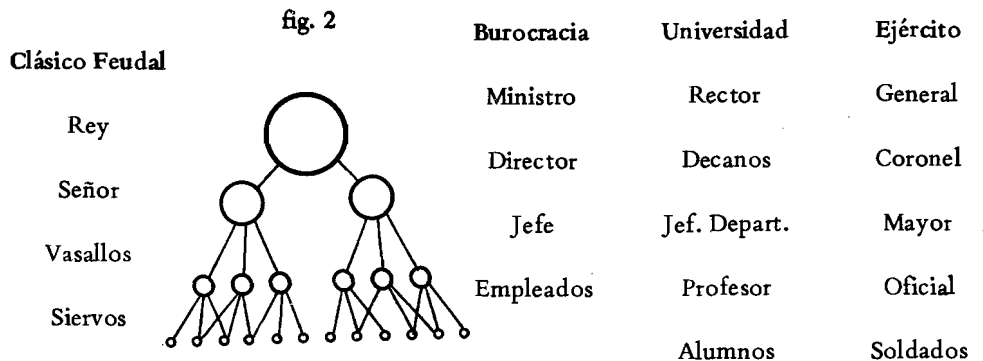 fig. 2
Clásico Feudal
Rey
Señor
Vasallos
Siervos
Burocracia
Ministro
Director
Jefe
Empleados
Universidad
Rector
Decanos
Jef. Depart.
Profesor
Alumnos
Ejército
General
Coronel
Mayor
Oficial
Soldados